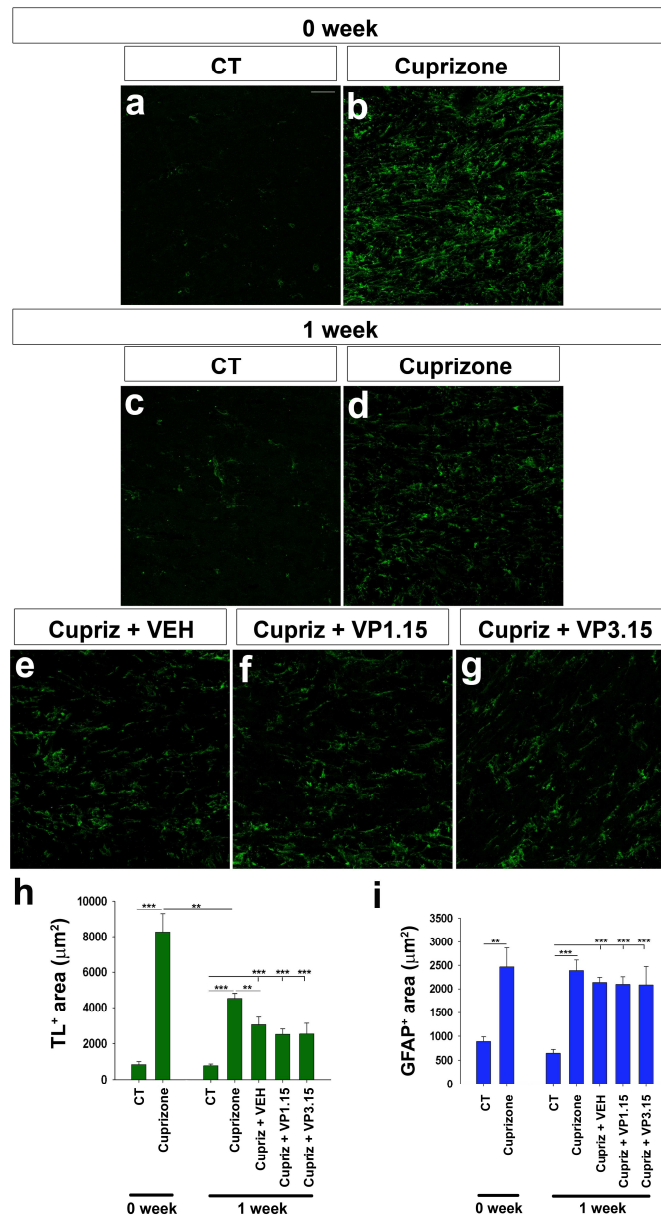 0 week
CT Cuprizone
a b
1 week
CT Cuprizone
c d
Cupriz + VEH Cupriz + VP1.15 Cupriz + VP3.15
e f g
h
TL⁺ area (μm²)
10000
8000
6000
4000
2000
0
*** **
*** *** ***
*** **
CT
Cuprizone
CT
Cuprizone
Cupriz + VEH
Cupriz + VP1.15
Cupriz + VP3.15
0 week 1 week
i
GFAP⁺ area (μm²)
3500
3000
2500
2000
1500
1000
500
0
**
*** *** ***
***
CT
Cuprizone
CT
Cuprizone
Cupriz + VEH
Cupriz + VP1.15
Cupriz + VP3.15
0 week 1 week